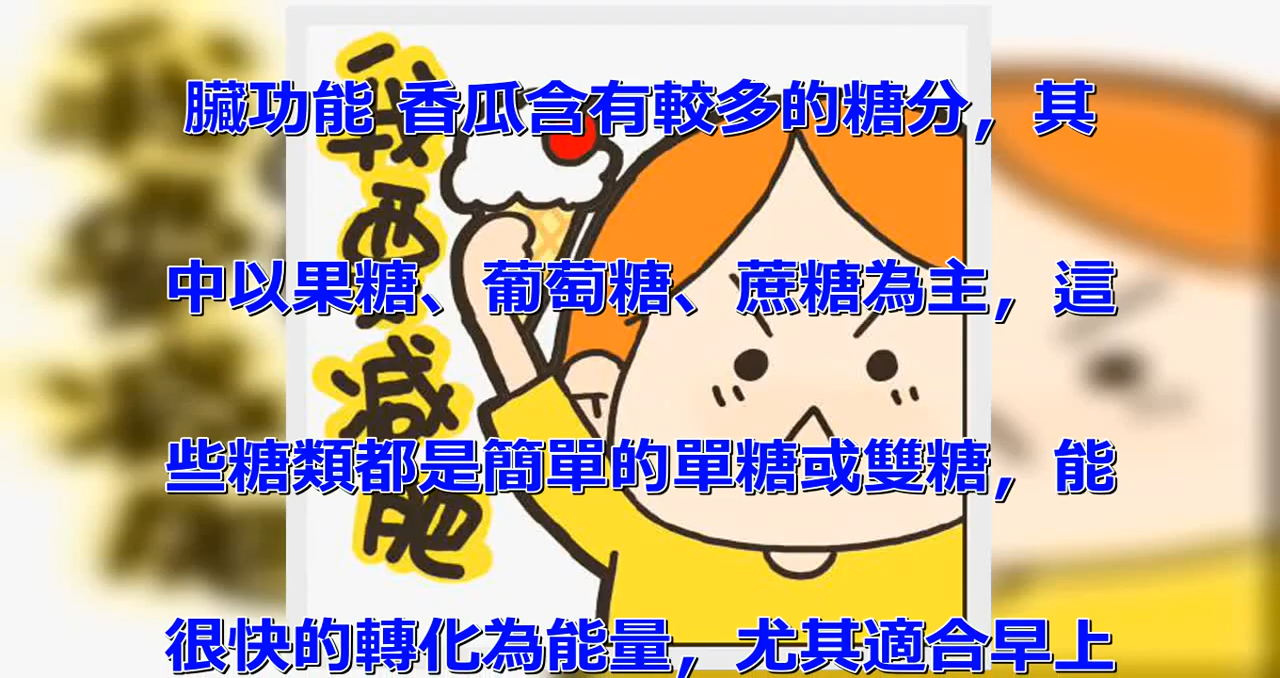 臟功能 香瓜含有較多的糖分，其
中以果糖、葡萄糖、蔗糖為主，這
些糖類都是簡單的單糖或雙糖，能
很快的轉化為能量，尤其適合早上
我要減肥